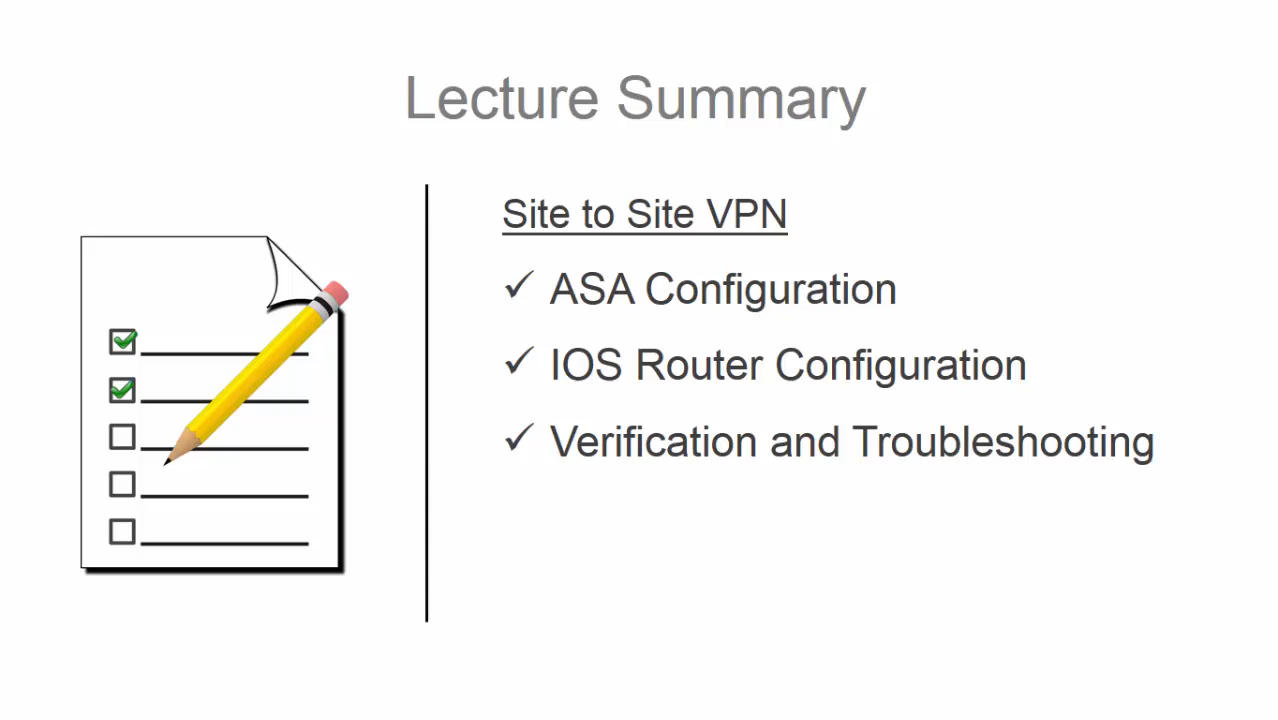 Lecture Summary
Site to Site VPN
✓ ASA Configuration
✓ IOS Router Configuration
✓ Verification and Troubleshooting